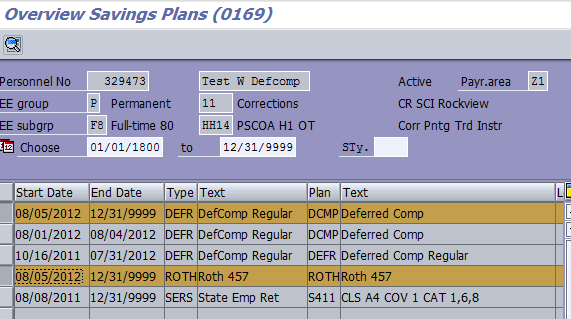 Overview Savings Plans (0169)
Personnel No 329473 Test W Defcomp Active Payr.area Z1
EE group P Permanent 11 Corrections CR SCI Rockview
EE subgrp F8 Full-time 80 HH14 PSCOA H1 OT Corr Pntg Trd Instr
12 Choose 01/01/1800 to 12/31/9999 STy.
Start Date End Date Type Text Plan Text L
08/05/2012 12/31/9999 DEFR DefComp Regular DCMP Deferred Comp
08/01/2012 08/04/2012 DEFR DefComp Regular DCMP Deferred Comp
10/16/2011 07/31/2012 DEFR DefComp Regular DEFR Deferred Comp Regular
08/05/2012 12/31/9999 ROTH Roth 457 ROTH Roth 457
08/08/2011 12/31/9999 SERS State Emp Ret S411 CLS A4 COV 1 CAT 1,6,8